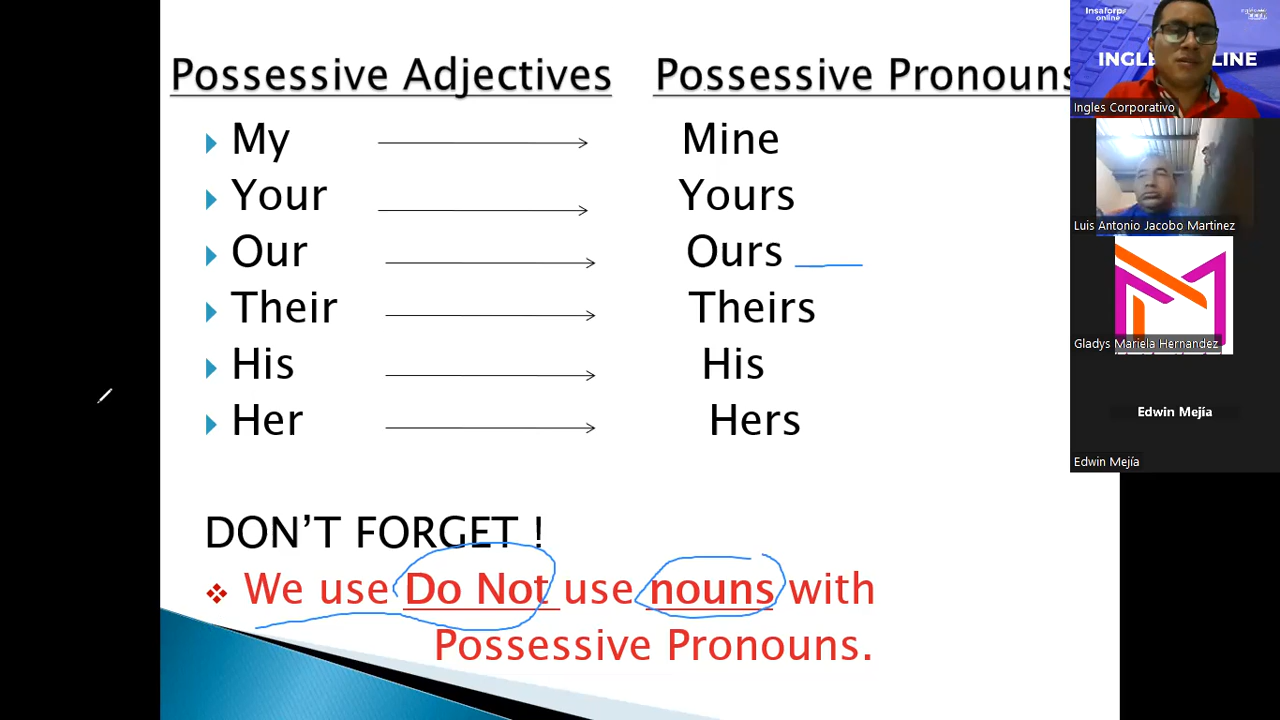 Possessive Adjectives
Possessive Pronouns
My
Mine
Your
Yours
Our
Ours
Their
Theirs
His
His
Her
Hers
DON'T FORGET !
We use Do Not use nouns with
Possessive Pronouns.
Insaforp
online
INGLE LINE
Ingles Corporativo
Luis Antonio Jacobo Martinez
Gladys Mariela Hernandez
Edwin Mejía
Edwin Mejía